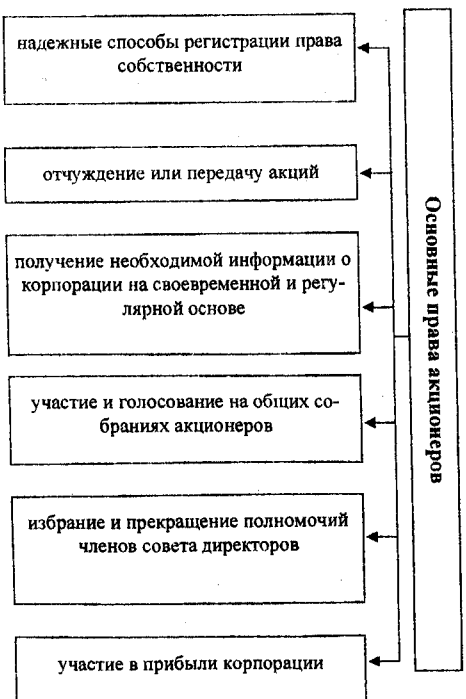 надежные способы регистрации права
собственности
отчуждение или передачу акций
получение необходимой информации о
корпорации на своевременной и регу-
лярной основе
участие и голосование на общих со-
браниях акционеров
избрание и прекращение полномочий
членов совета директоров
участие в прибыли корпорации
Основные права акционеров